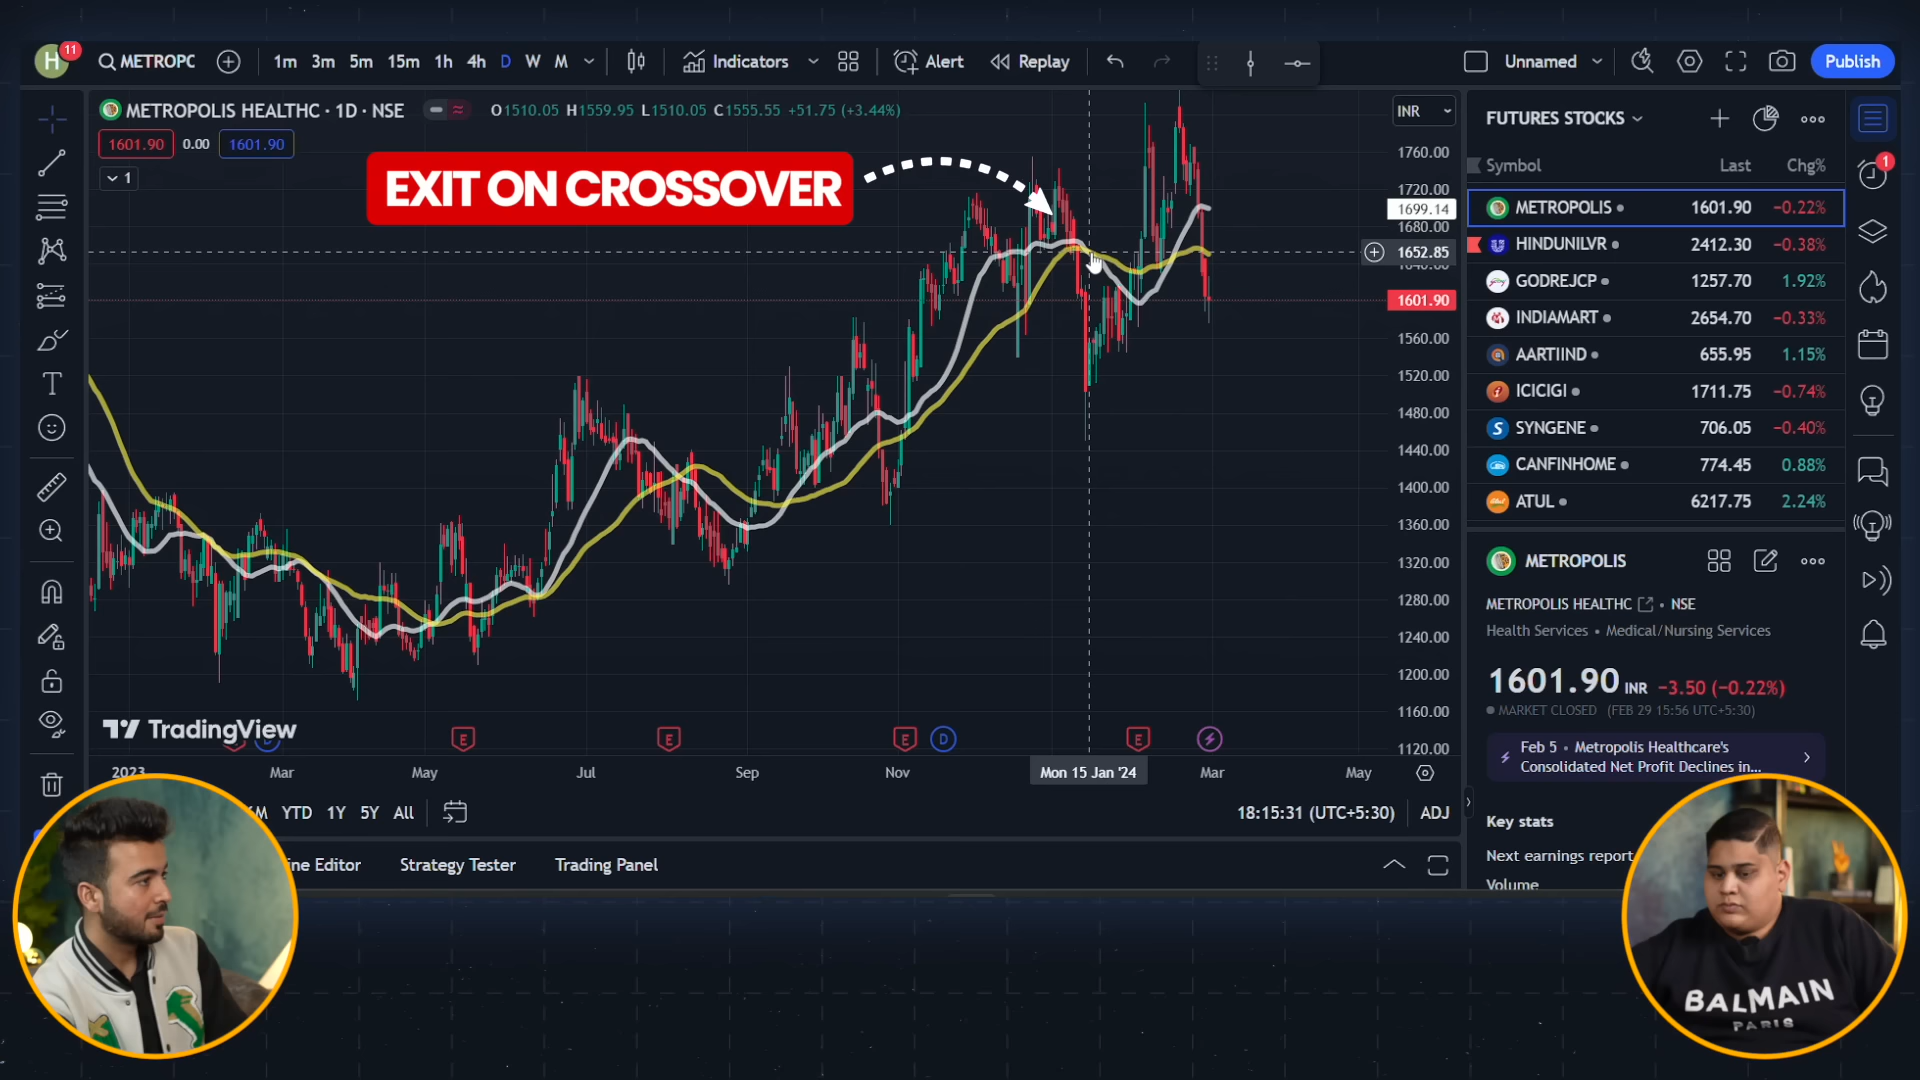 H
11
METROPC
1m 3m 5m 15m 1h 4h D W M
Indicators
Alert
Replay
Unnamed
Publish
METROPOLIS HEALTHC · 1D · NSE
O1510.05 H1559.95 L1510.05 C1555.55 +51.75 (+3.44%)
INR
1601.90
0.00
1601.90
1
EXIT ON CROSSOVER
1760.00
1720.00
1699.14
1680.00
1652.85
1640.00
1601.90
1560.00
1520.00
1480.00
1440.00
1400.00
1360.00
1320.00
1280.00
1240.00
1200.00
1160.00
1120.00
TradingView
E
D
E
E
D
E
2023 Mar May Jul Sep Nov Mon 15 Jan '24 Mar May
YTD 1Y 5Y All
18:15:31 (UTC+5:30)
ADJ
ine Editor
Strategy Tester
Trading Panel
FUTURES STOCKS
Symbol Last Chg%
METROPOLIS 1601.90 −0.22%
HINDUNILVR 2412.30 −0.38%
GODREJCP 1257.70 1.92%
INDIAMART 2654.70 −0.33%
AARTIIND 655.95 1.15%
ICICIGI 1711.75 −0.74%
SYNGENE 706.05 −0.40%
CANFINHOME 774.45 0.88%
ATUL 6217.75 2.24%
METROPOLIS
METROPOLIS HEALTHC • NSE
Health Services • Medical/Nursing Services
1601.90 INR −3.50 (−0.22%)
MARKET CLOSED (FEB 29 15:56 UTC+5:30)
Feb 5 • Metropolis Healthcare's
Consolidated Net Profit Declines in...
Key stats
Next earnings report
Volume
1
BALMAIN
PARIS